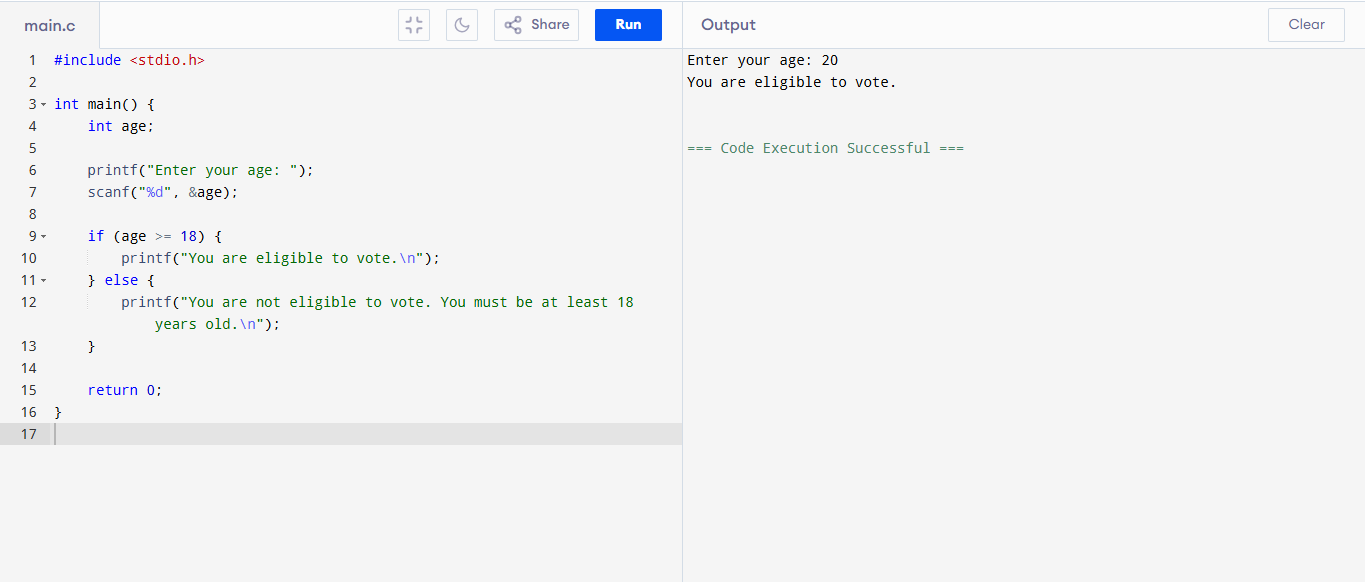 main.c
Share
Run
Output
Clear
1 #include <stdio.h>
2
3 int main() {
4     int age;
5
6     printf("Enter your age: ");
7     scanf("%d", &age);
8
9     if (age >= 18) {
10         printf("You are eligible to vote.\n");
11     } else {
12         printf("You are not eligible to vote. You must be at least 18
            years old.\n");
13     }
14
15     return 0;
16 }
17
Enter your age: 20
You are eligible to vote.
=== Code Execution Successful ===